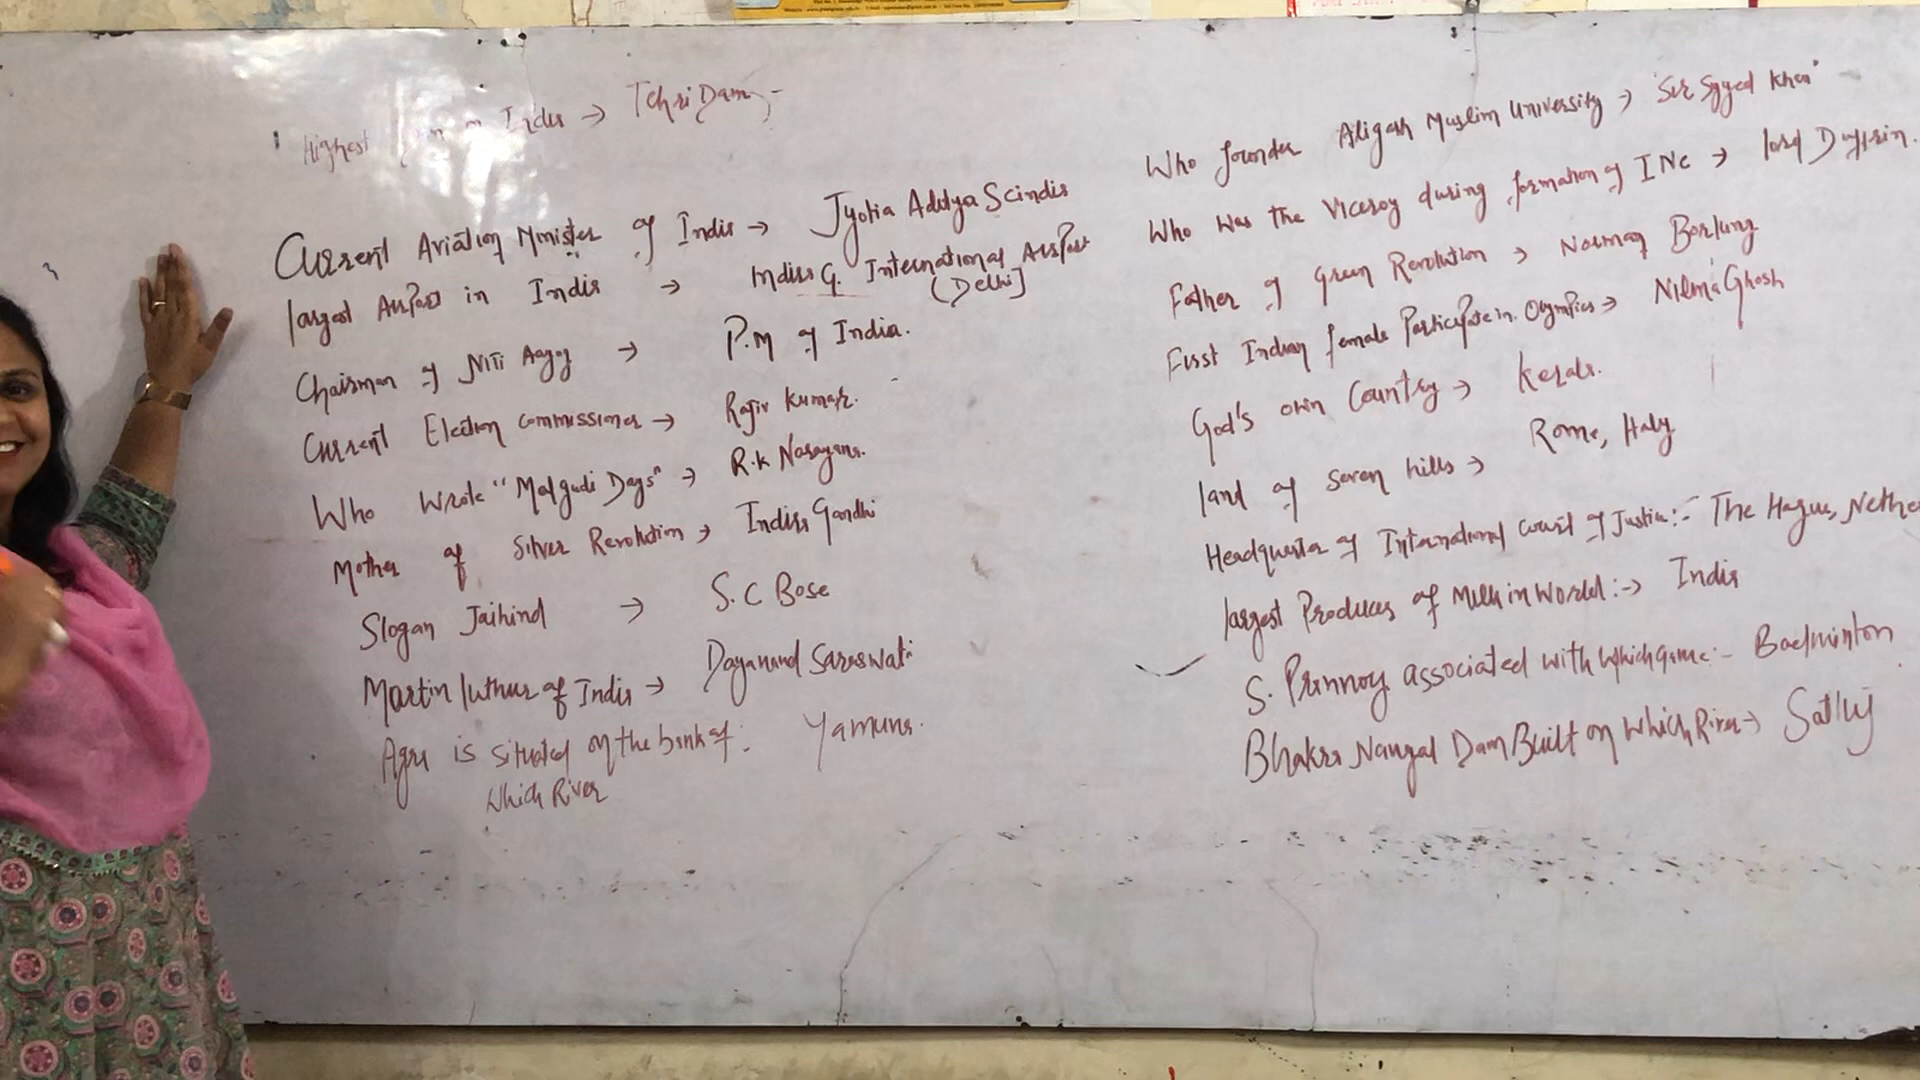 Highest in India → Tehri Dam
Current Aviation Minister of India → Jyotia Aditya Scindia
largest AirPort in India → Indira G. International AirPort
(Delhi]
Chairman of NITI Aayog → P.M of India.
Current Election Commissioner → Rajiv Kumar.
Who Wrote "Malgudi Days" → R.K Narayana.
Mother of Silver Revolution → Indira Gandhi
Slogan Jaihind → S.C Bose
Martin luthur of India → Dayanand Saraswati
Agra is situated on the bank of: Yamuna.
Which River
Who founder Aligarh Muslim University → Sir Syyed Khan
Who Was the Viceroy during formation of INC → lord Duffrin.
Father of Green Revolution → Norman Borlung
First Indian female Participate in Olympics → Nilima Ghosh
God's own Country → Kerala.
land of seven hills → Rome, Italy
Headquarter of International court of Justice:- The Hague, Nethe
largest Producer of Milk in World:→ India
S. Prannoy associated with which game:- Badminton
Bhakra Nangal Dam Built on Which River → Satluj